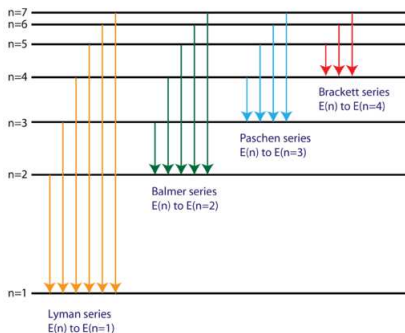 n=7
n=6
n=5
n=4
n=3
n=2
n=1
Brackett series
E(n) to E(n=4)
Paschen series
E(n) to E(n=3)
Balmer series
E(n) to E(n=2)
Lyman series
E(n) to E(n=1)